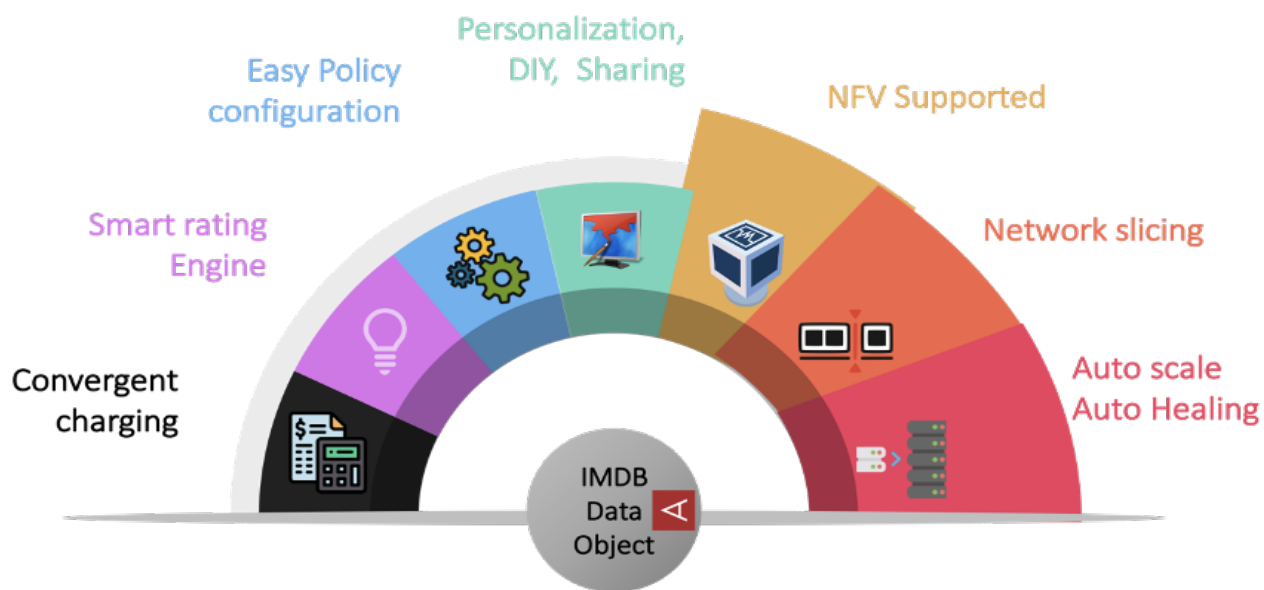 Personalization,
DIY, Sharing
Easy Policy
configuration
NFV Supported
Smart rating
Engine
Network slicing
Convergent
charging
Auto scale
Auto Healing
IMDB
Data
Object